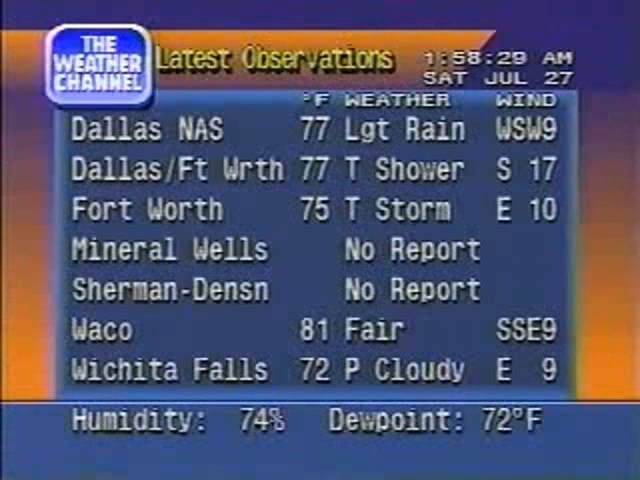 THE
WEATHER
CHANNEL
Latest Observations
1:58:29 AM
SAT JUL 27
°F WEATHER WIND
Dallas NAS 77 Lgt Rain WSW9
Dallas/Ft Wrth 77 T Shower S 17
Fort Worth 75 T Storm E 10
Mineral Wells No Report
Sherman-Densn No Report
Waco 81 Fair SSE9
Wichita Falls 72 P Cloudy E 9
Humidity: 74% Dewpoint: 72°F